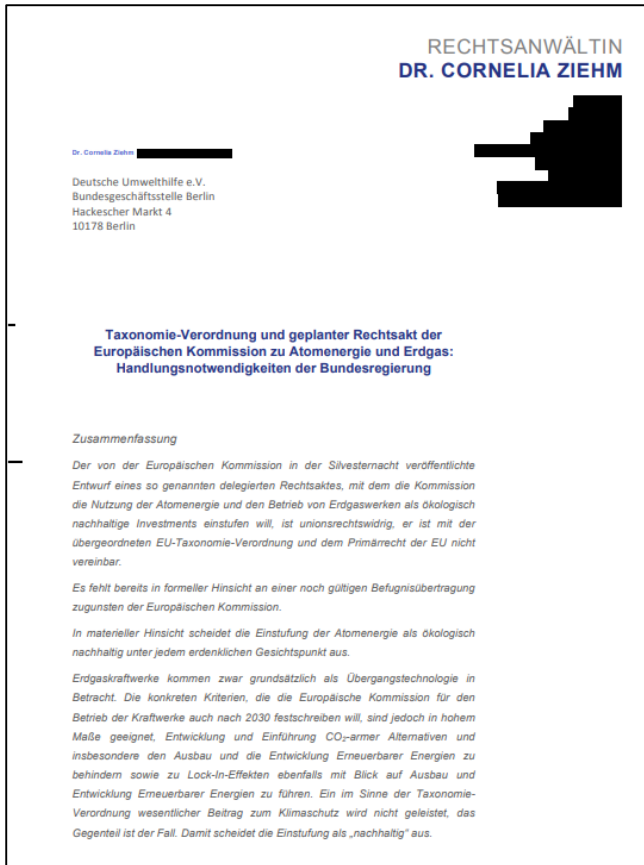 RECHTSANWÄLTIN
DR. CORNELIA ZIEHM
Dr. Cornelia Ziehm
Deutsche Umwelthilfe e.V.
Bundesgeschäftsstelle Berlin
Hackescher Markt 4
10178 Berlin
Taxonomie-Verordnung und geplanter Rechtsakt der
Europäischen Kommission zu Atomenergie und Erdgas:
Handlungsnotwendigkeiten der Bundesregierung
Zusammenfassung
Der von der Europäischen Kommission in der Silvesternacht veröffentlichte
Entwurf eines so genannten delegierten Rechtsaktes, mit dem die Kommission
die Nutzung der Atomenergie und den Betrieb von Erdgaswerken als ökologisch
nachhaltige Investments einstufen will, ist unionsrechtswidrig, er ist mit der
übergeordneten EU-Taxonomie-Verordnung und dem Primärrecht der EU nicht
vereinbar.
Es fehlt bereits in formeller Hinsicht an einer noch gültigen Befugnisübertragung
zugunsten der Europäischen Kommission.
In materieller Hinsicht scheidet die Einstufung der Atomenergie als ökologisch
nachhaltig unter jedem erdenklichen Gesichtspunkt aus.
Erdgaskraftwerke kommen zwar grundsätzlich als Übergangstechnologie in
Betracht. Die konkreten Kriterien, die die Europäische Kommission für den
Betrieb der Kraftwerke auch nach 2030 festschreiben will, sind jedoch in hohem
Maße geeignet, Entwicklung und Einführung CO₂-armer Alternativen und
insbesondere den Ausbau und die Entwicklung Erneuerbarer Energien zu
behindern sowie zu Lock-In-Effekten ebenfalls mit Blick auf Ausbau und
Entwicklung Erneuerbarer Energien zu führen. Ein im Sinne der Taxonomie-
Verordnung wesentlicher Beitrag zum Klimaschutz wird nicht geleistet, das
Gegenteil ist der Fall. Damit scheidet die Einstufung als „nachhaltig" aus.